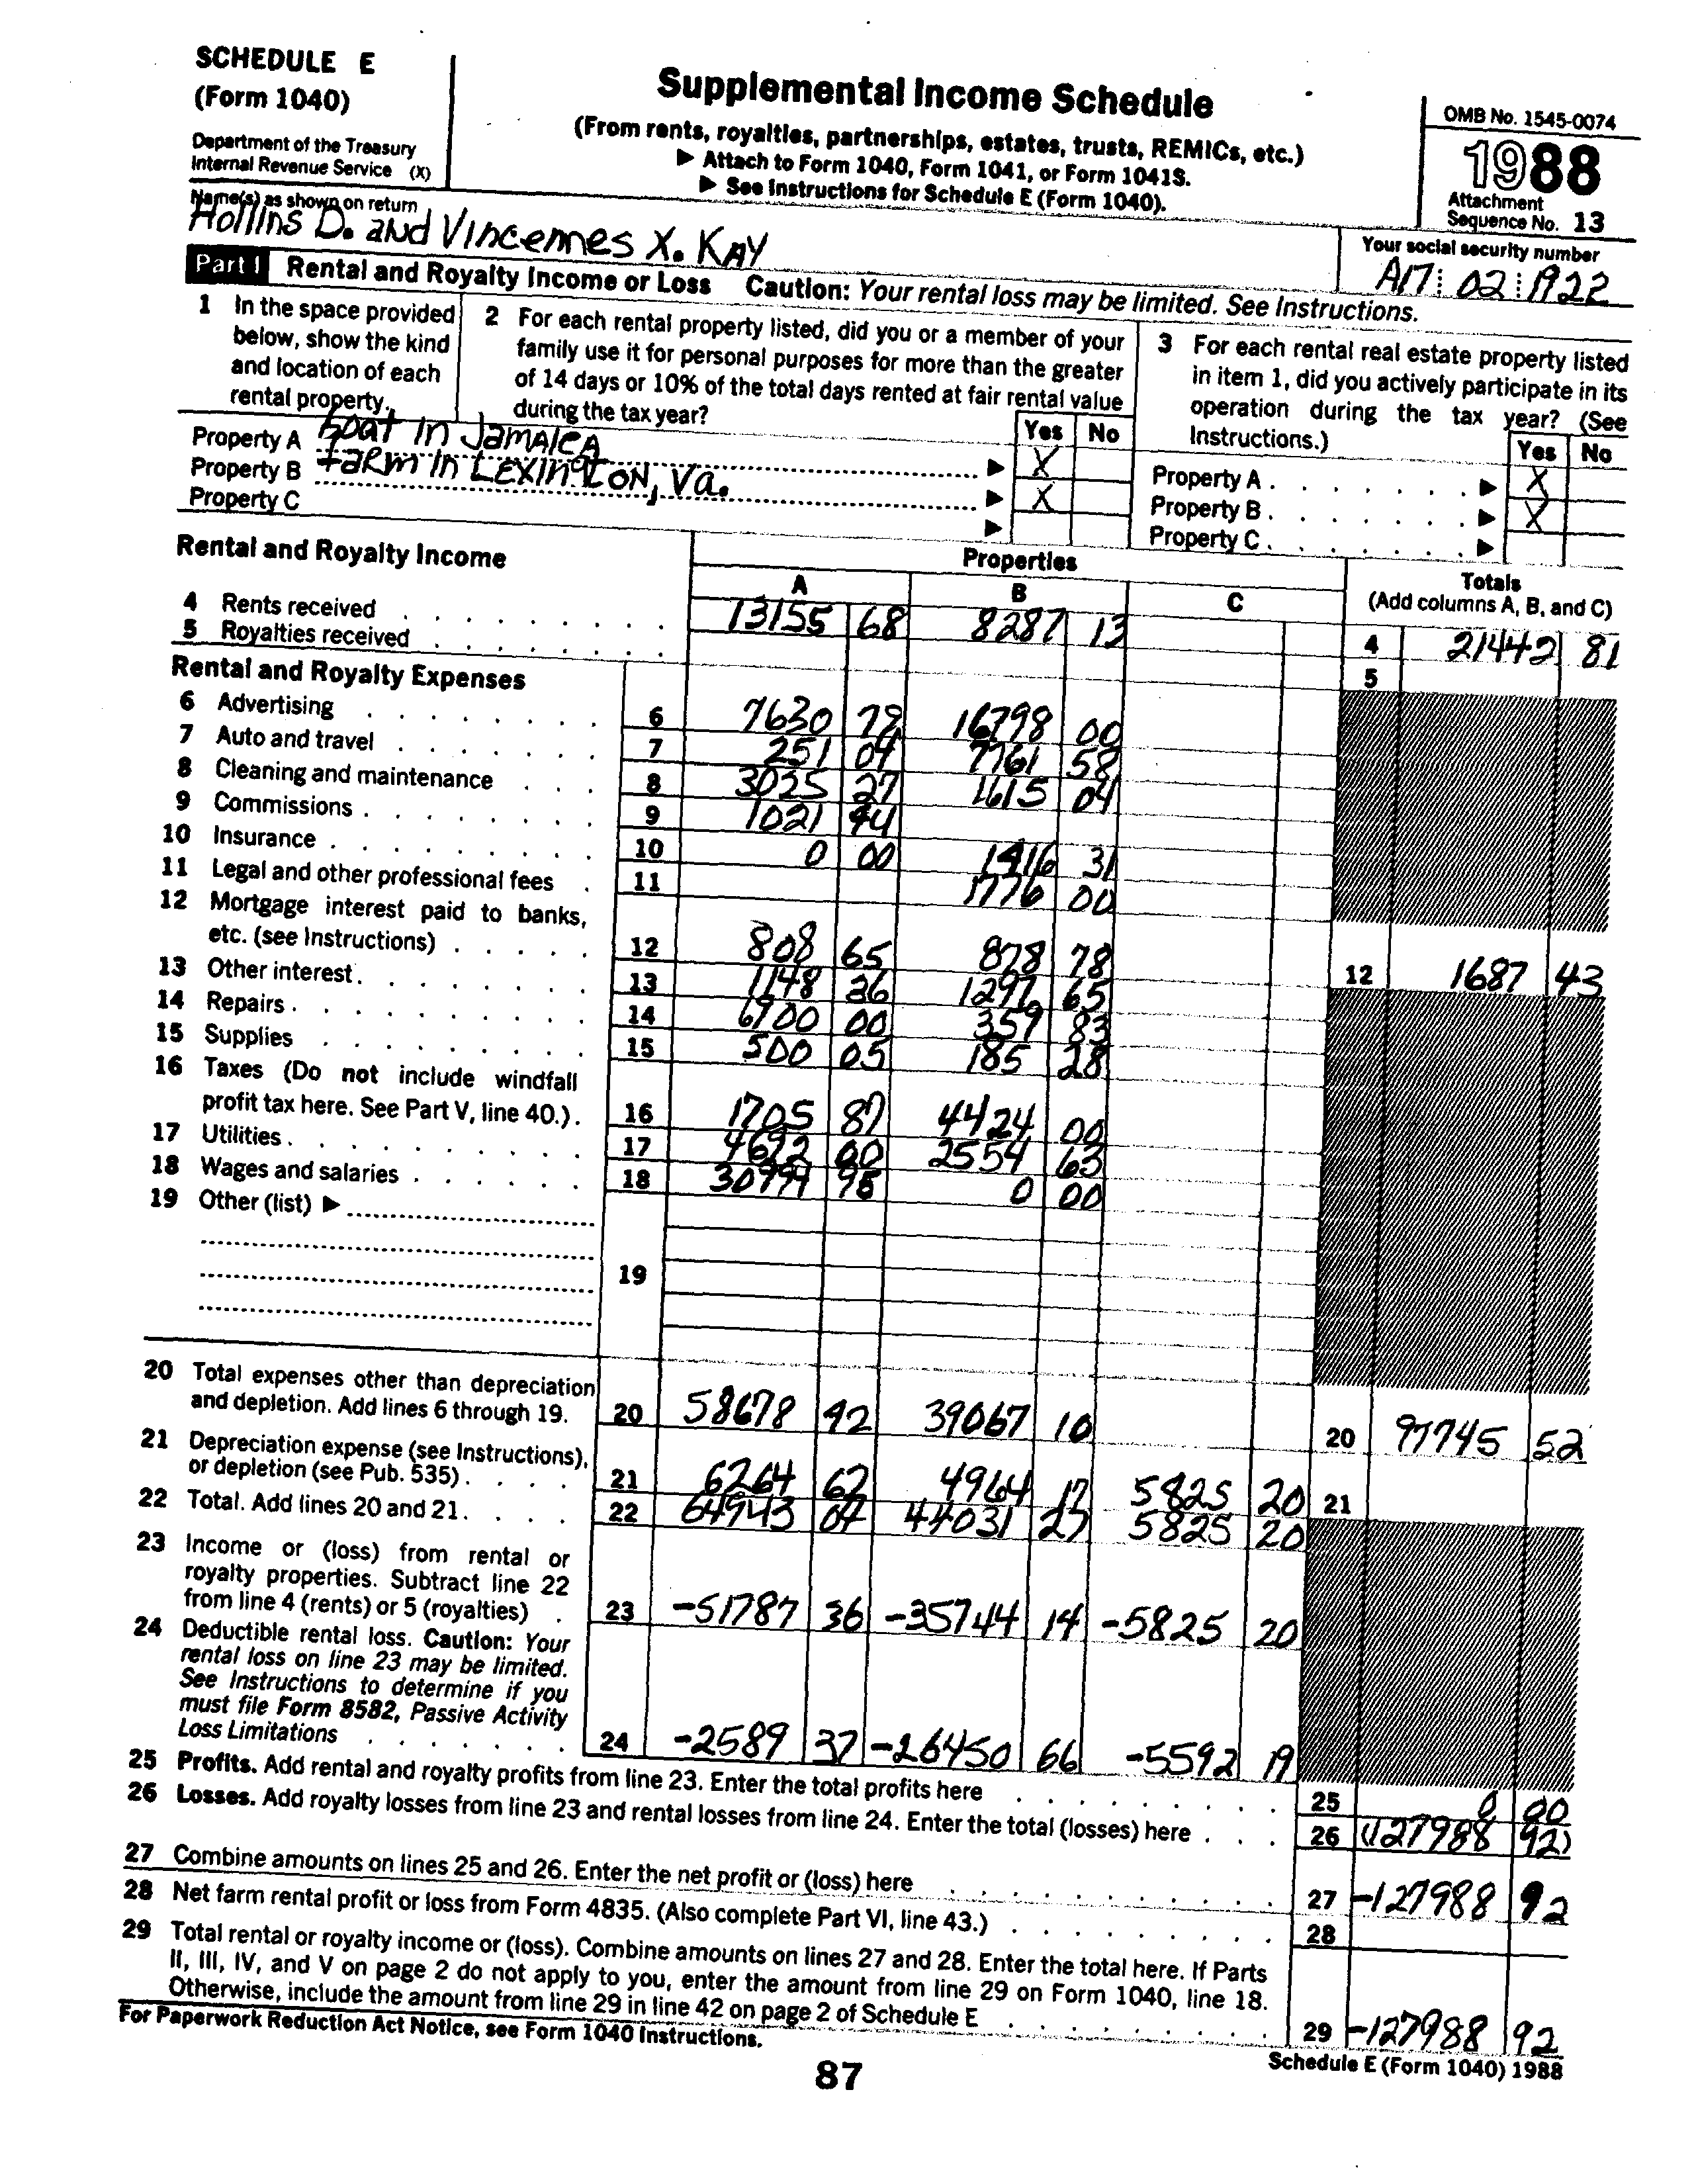 SCHEDULE E
(Form 1040)
Department of the Treasury
Internal Revenue Service (X)
Supplemental Income Schedule
(From rents, royalties, partnerships, estates, trusts, REMICs, etc.)
▶ Attach to Form 1040, Form 1041, or Form 1041S.
▶ See Instructions for Schedule E (Form 1040).
OMB No. 1545-0074
1988
Attachment
Sequence No. 13
Name(s) as shown on return
Hollins D. and Vincennes X. Kay
Your social security number
A17 02 1922
Part I Rental and Royalty Income or Loss Caution: Your rental loss may be limited. See Instructions.
1 In the space provided
below, show the kind
and location of each
rental property.
2 For each rental property listed, did you or a member of your
family use it for personal purposes for more than the greater
of 14 days or 10% of the total days rented at fair rental value
during the tax year?
Yes No
3 For each rental real estate property listed
in item 1, did you actively participate in its
operation during the tax year? (See
Instructions.)
Yes No
Property A Boat in Jamaica ▶ X
Property B Farm in Lexington, Va. ▶ X
Property C ▶
Property A ▶ X
Property B ▶ X
Property C ▶
Rental and Royalty Income
Properties
A B C
Totals
(Add columns A, B, and C)
4 Rents received 13155 68 8287 13 4 21442 81
5 Royalties received 5
Rental and Royalty Expenses
6 Advertising 6 7630 78 16798 00
7 Auto and travel 7 251 04 7761 58
8 Cleaning and maintenance 8 3025 27 1615 04
9 Commissions 9 1021 94
10 Insurance 10 0 00 1416 31
11 Legal and other professional fees 11 1776 00
12 Mortgage interest paid to banks,
etc. (see Instructions) 12 808 65 878 78 12 1687 43
13 Other interest 13 1148 36 1297 65
14 Repairs 14 6900 00 359 83
15 Supplies 15 500 05 185 28
16 Taxes (Do not include windfall
profit tax here. See Part V, line 40.) 16 1705 87 4424 00
17 Utilities 17 4692 00 2554 63
18 Wages and salaries 18 30994 98 0 00
19 Other (list) ▶
19
20 Total expenses other than depreciation
and depletion. Add lines 6 through 19. 20 58678 42 39067 10 20 97745 52
21 Depreciation expense (see Instructions),
or depletion (see Pub. 535) 21 6264 62 4964 17 5825 20 21
22 Total. Add lines 20 and 21 22 64943 04 44031 27 5825 20
23 Income or (loss) from rental or
royalty properties. Subtract line 22
from line 4 (rents) or 5 (royalties) 23 -51787 36 -35744 14 -5825 20
24 Deductible rental loss. Caution: Your
rental loss on line 23 may be limited.
See Instructions to determine if you
must file Form 8582, Passive Activity
Loss Limitations 24 -2589 37 -26450 66 -5592 19
25 Profits. Add rental and royalty profits from line 23. Enter the total profits here 25 0 00
26 Losses. Add royalty losses from line 23 and rental losses from line 24. Enter the total (losses) here 26 (127988 92)
27 Combine amounts on lines 25 and 26. Enter the net profit or (loss) here 27 -127988 92
28 Net farm rental profit or loss from Form 4835. (Also complete Part VI, line 43.) 28
29 Total rental or royalty income or (loss). Combine amounts on lines 27 and 28. Enter the total here. If Parts
II, III, IV, and V on page 2 do not apply to you, enter the amount from line 29 on Form 1040, line 18.
Otherwise, include the amount from line 29 in line 42 on page 2 of Schedule E 29 -127988 92
For Paperwork Reduction Act Notice, see Form 1040 Instructions.
Schedule E (Form 1040) 1988
87